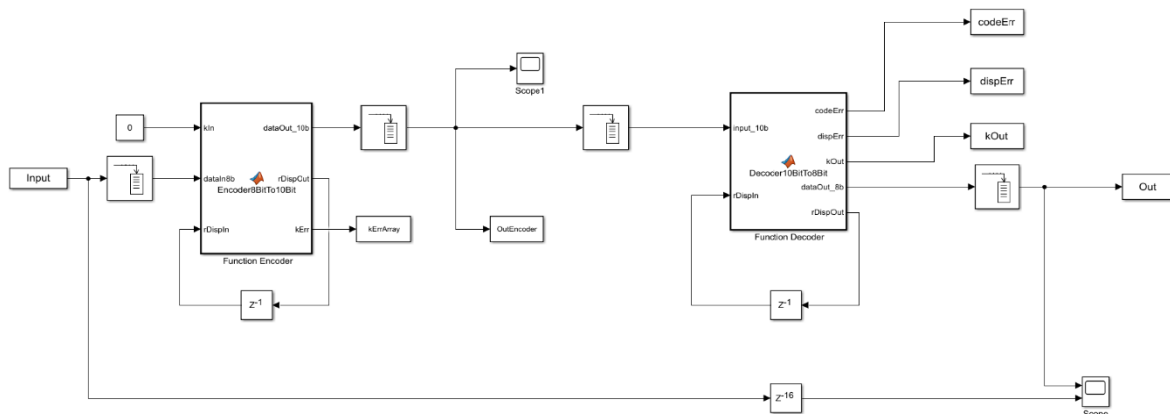 codeErr
Scope1
dispErr
0
kIn
dataOut_10b
input_10b
codeErr
dispErr
kOut
kOut
Input
dataIn8b
Encoder8BitTo10Bit
rDispOut
Decocer10BitTo8Bit
dataOut_8b
Out
rDispIn
kErr
kErrArray
OutEncoder
rDispIn
rDispOut
Function Encoder
Function Decoder
Z-1
Z-1
Z-16
Scope